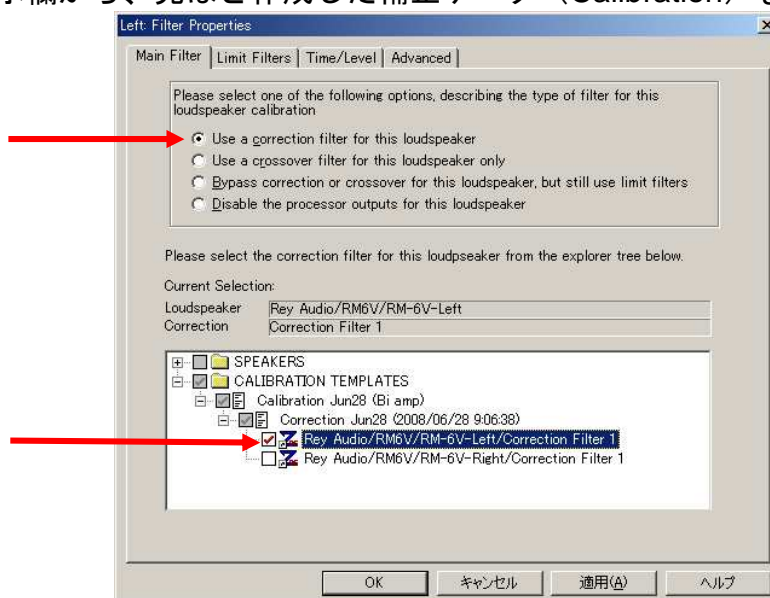 Left: Filter Properties
Main Filter Limit Filters Time/Level Advanced
Please select one of the following options, describing the type of filter for this
loudspeaker calibration
Use a correction filter for this loudspeaker
Use a crossover filter for this loudspeaker only
Bypass correction or crossover for this loudspeaker, but still use limit filters
Disable the processor outputs for this loudspeaker
Please select the correction filter for this loudpseaker from the explorer tree below.
Current Selection:
Loudspeaker Rey Audio/RM6V/RM-6V-Left
Correction Correction Filter 1
SPEAKERS
CALIBRATION TEMPLATES
Calibration Jun28 (Bi amp)
Correction Jun28 (2008/06/28 9:06:38)
Rey Audio/RM6V/RM-6V-Left/Correction Filter 1
Rey Audio/RM6V/RM-6V-Right/Correction Filter 1
OK キャンセル 適用(A) ヘルプ